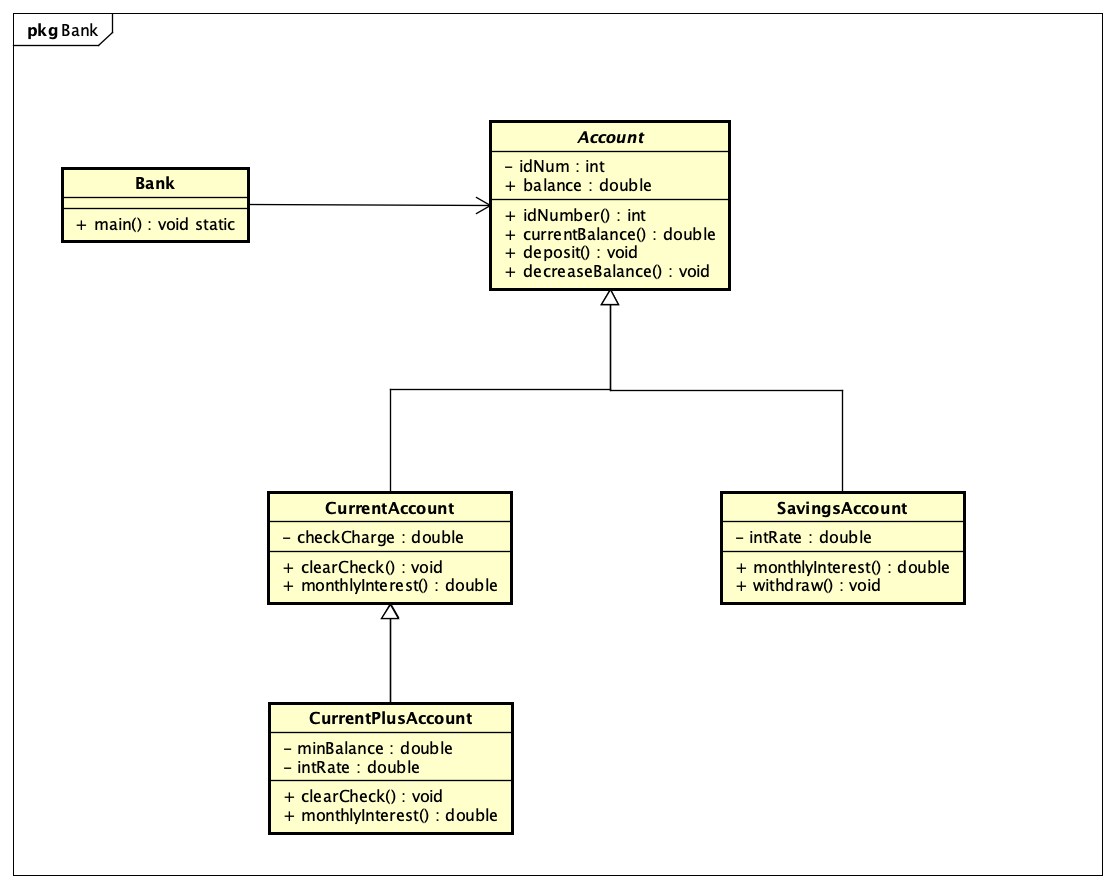 pkg Bank
Account
- idNum : int
+ balance : double
+ idNumber() : int
+ currentBalance() : double
+ deposit() : void
+ decreaseBalance() : void
Bank
+ main() : void static
CurrentAccount
- checkCharge : double
+ clearCheck() : void
+ monthlyInterest() : double
SavingsAccount
- intRate : double
+ monthlyInterest() : double
+ withdraw() : void
CurrentPlusAccount
- minBalance : double
- intRate : double
+ clearCheck() : void
+ monthlyInterest() : double